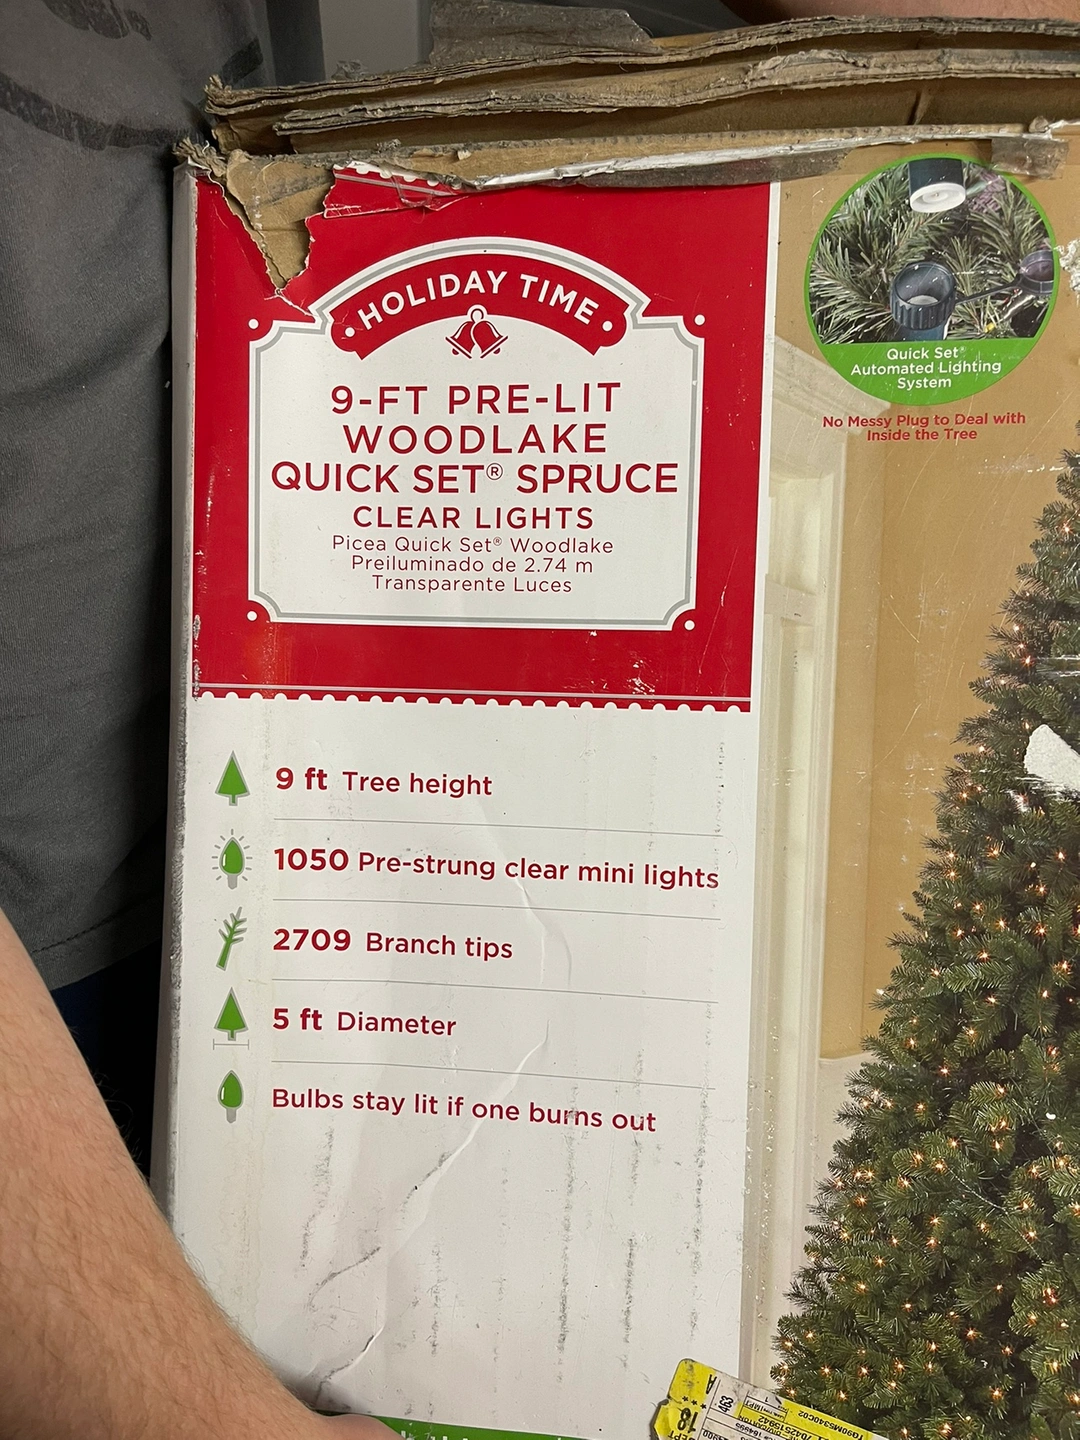 HOLIDAY TIME
9-FT PRE-LIT
WOODLAKE
QUICK SET® SPRUCE
CLEAR LIGHTS
Picea Quick Set® Woodlake
Preiluminado de 2.74 m
Transparente Luces
Quick Set®
Automated Lighting
System
No Messy Plug to Deal with
Inside the Tree
9 ft Tree height
1050 Pre-strung clear mini lights
2709 Branch tips
5 ft Diameter
Bulbs stay lit if one burns out
A
463
SEPT
18